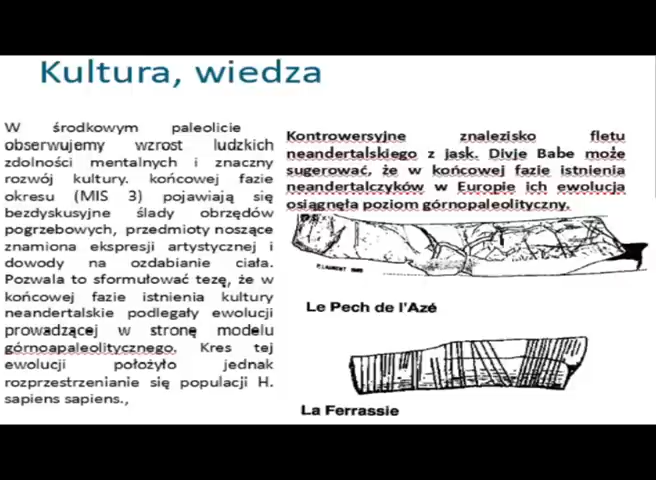 Kultura, wiedza
W środkowym paleolicie
obserwujemy wzrost ludzkich
zdolności mentalnych i znaczny
rozwój kultury. końcowej fazie
okresu (MIS 3) pojawiają się
bezdyskusyjne ślady obrzędów
pogrzebowych, przedmioty noszące
znamiona ekspresji artystycznej i
dowody na ozdabianie ciała.
Pozwala to sformułować tezę, że w
końcowej fazie istnienia kultury
neandertalskie podlegały ewolucji
prowadzącej w stronę modelu
górnoapaleolitycznego. Kres tej
ewolucji położyło jednak
rozprzestrzenianie się populacji H.
sapiens sapiens.,
Kontrowersyjne znalezisko fletu
neandertalskiego z jask. Divje Babe może
sugerować, że w końcowej fazie istnienia
neandertalczyków w Europie ich ewolucja
osiągnęła poziom górnopaleolityczny.
P. LAURENT
Le Pech de l'Azé
La Ferrassie